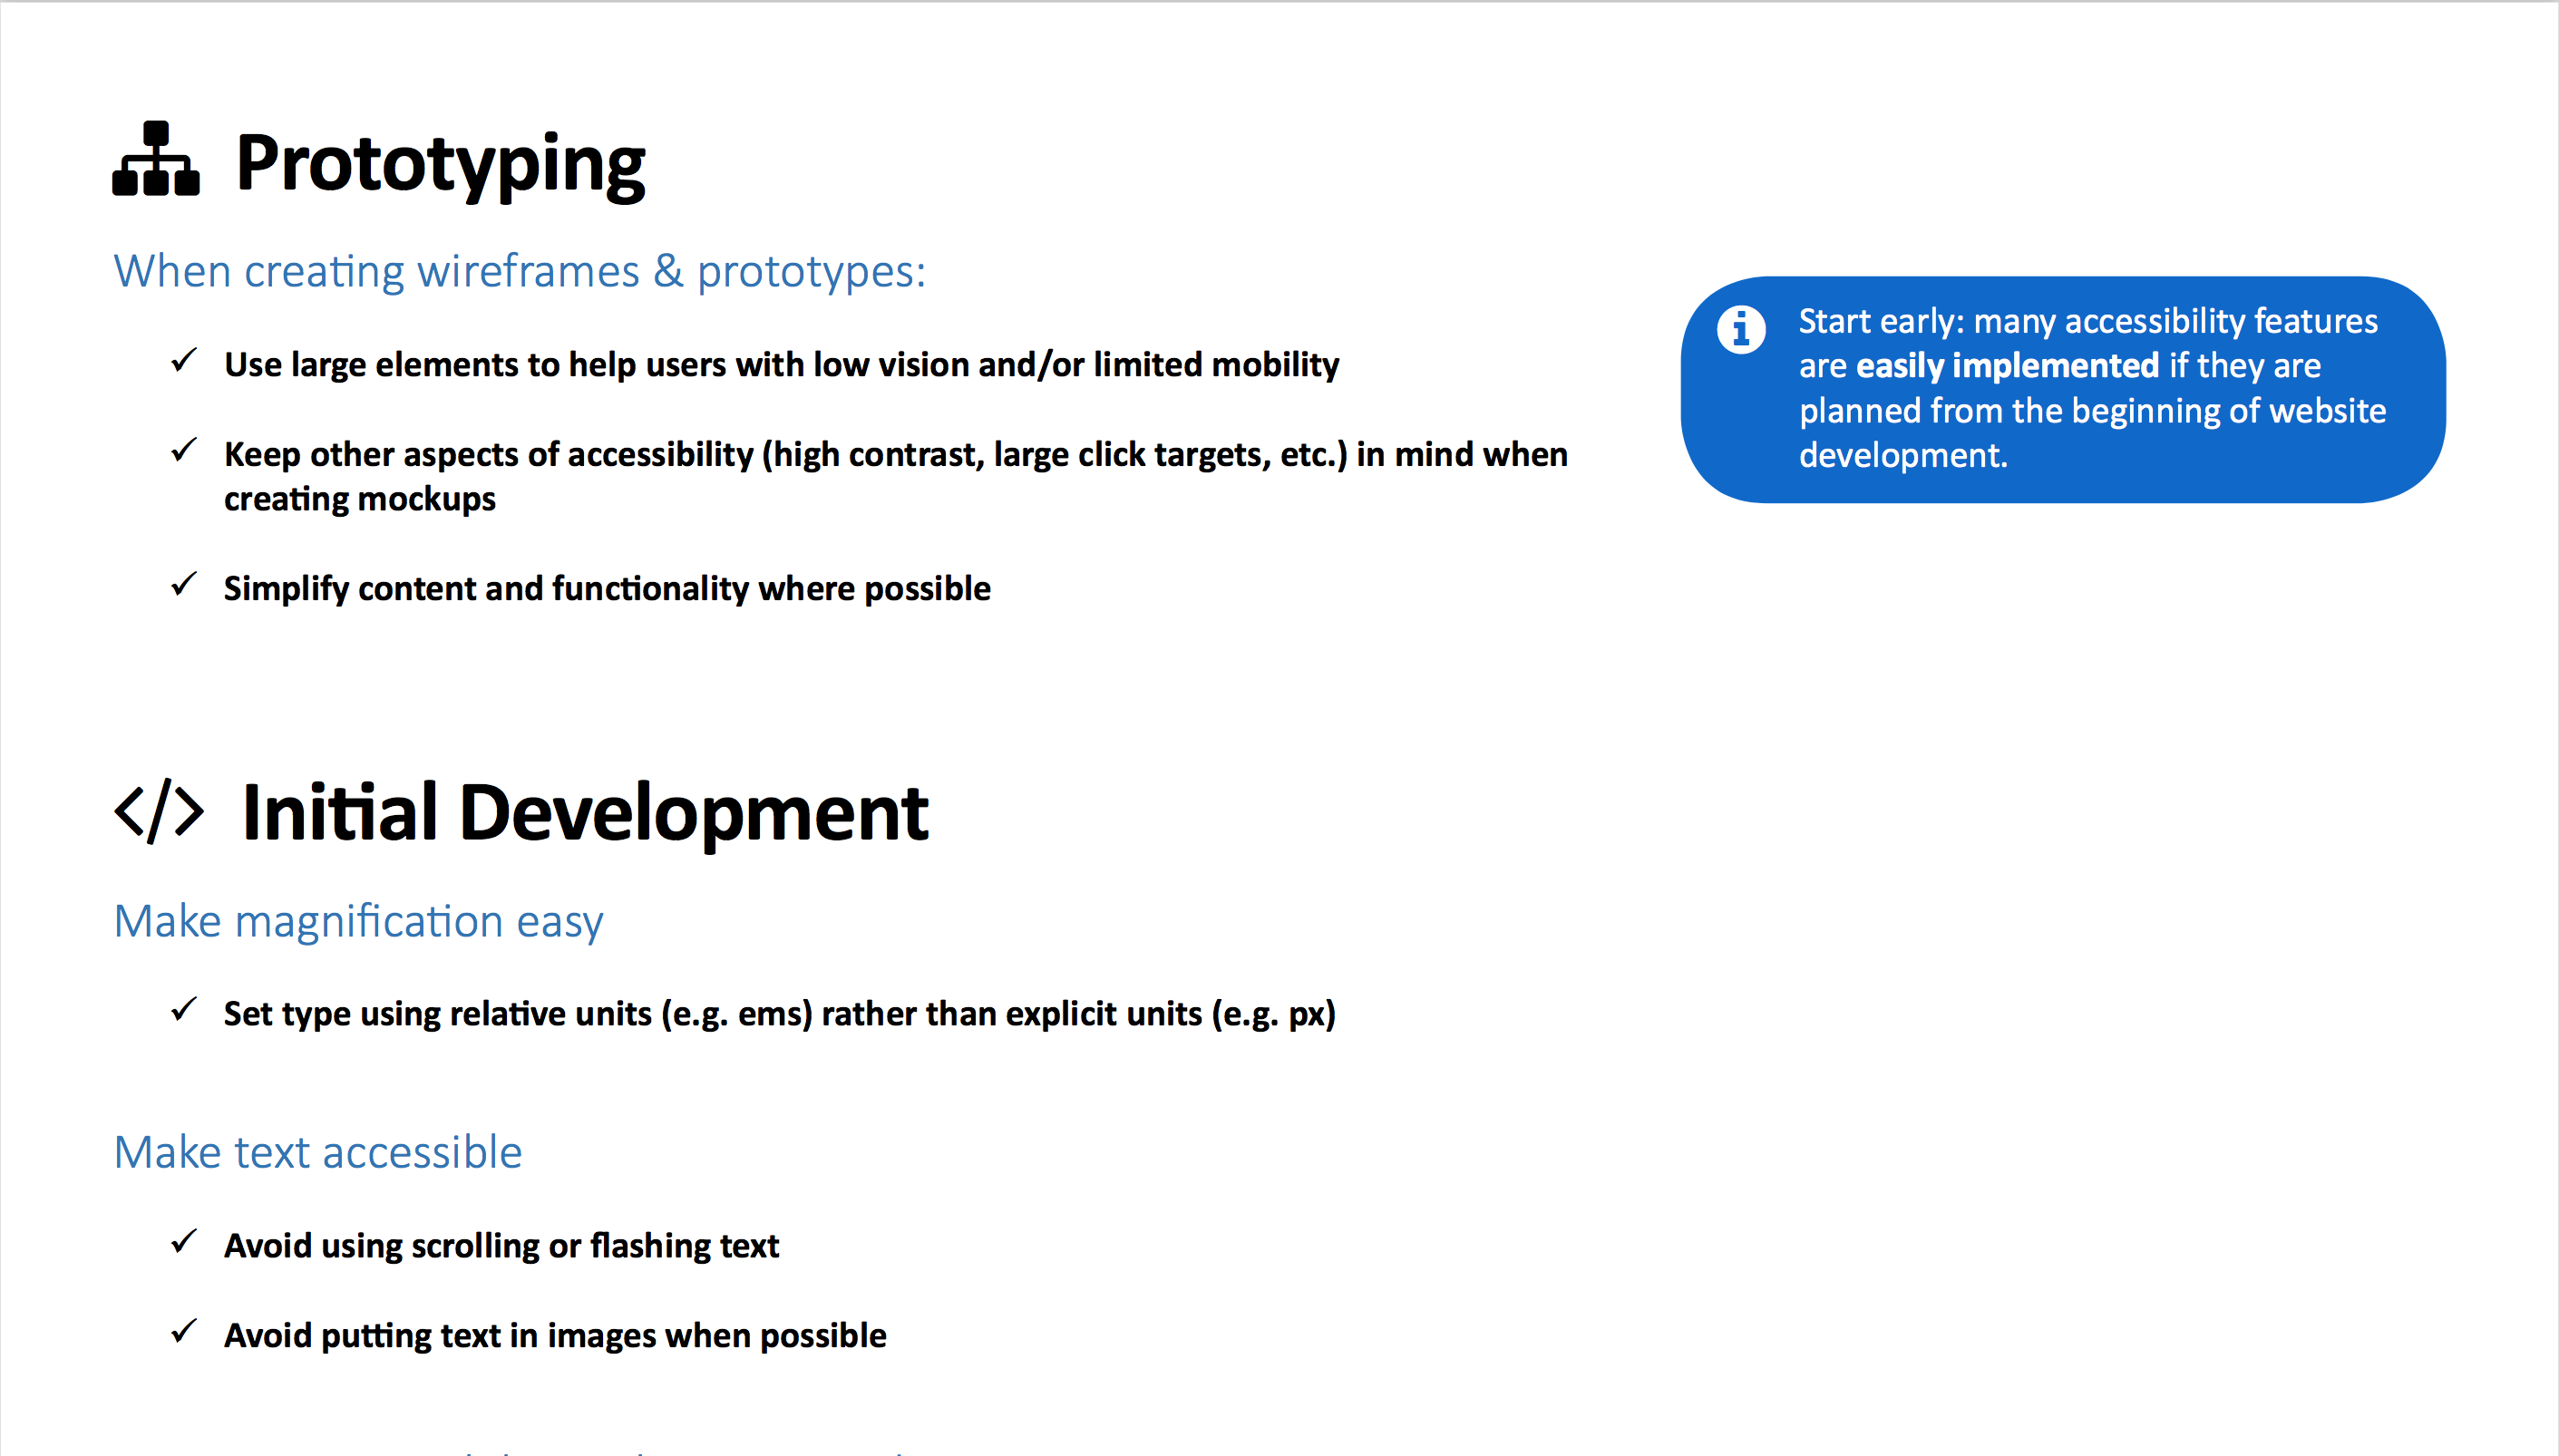 Prototyping
When creating wireframes & prototypes:
✓ Use large elements to help users with low vision and/or limited mobility
✓ Keep other aspects of accessibility (high contrast, large click targets, etc.) in mind when
creating mockups
✓ Simplify content and functionality where possible
Start early: many accessibility features
are easily implemented if they are
planned from the beginning of website
development.
</> Initial Development
Make magnification easy
✓ Set type using relative units (e.g. ems) rather than explicit units (e.g. px)
Make text accessible
✓ Avoid using scrolling or flashing text
✓ Avoid putting text in images when possible